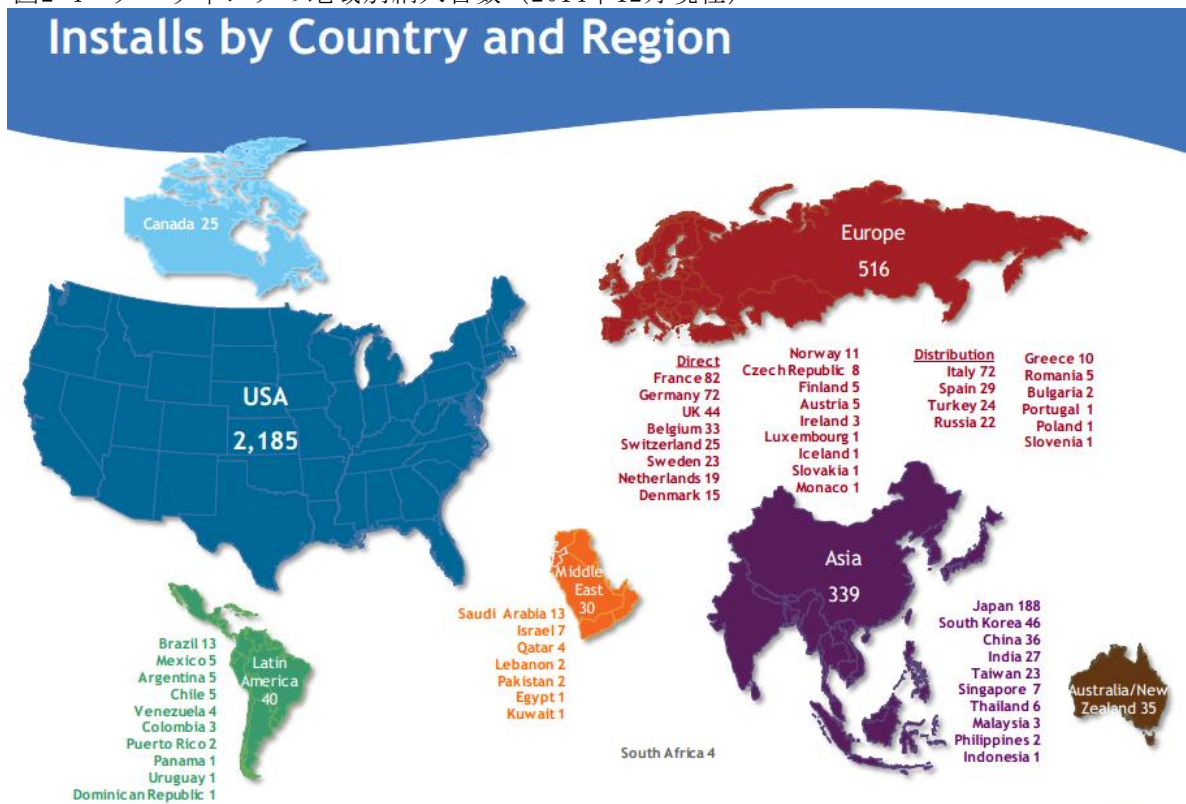 Installs by Country and Region
Canada 25
USA
2,185
Europe
516
Direct
France 82
Germany 72
UK 44
Belgium 33
Switzerland 25
Sweden 23
Netherlands 19
Denmark 15
Norway 11
Czech Republic 8
Finland 5
Austria 5
Ireland 3
Luxembourg 1
Iceland 1
Slovakia 1
Monaco 1
Distribution
Italy 72
Spain 29
Turkey 24
Russia 22
Greece 10
Romania 5
Bulgaria 2
Portugal 1
Poland 1
Slovenia 1
Latin
America
40
Brazil 13
Mexico 5
Argentina 5
Chile 5
Venezuela 4
Colombia 3
Puerto Rico 2
Panama 1
Uruguay 1
Dominican Republic 1
Middle
East
30
Saudi Arabia 13
Israel 7
Qatar 4
Lebanon 2
Pakistan 2
Egypt 1
Kuwait 1
South Africa 4
Asia
339
Japan 188
South Korea 46
China 36
India 27
Taiwan 23
Singapore 7
Thailand 6
Malaysia 3
Philippines 2
Indonesia 1
Australia/New
Zealand 35